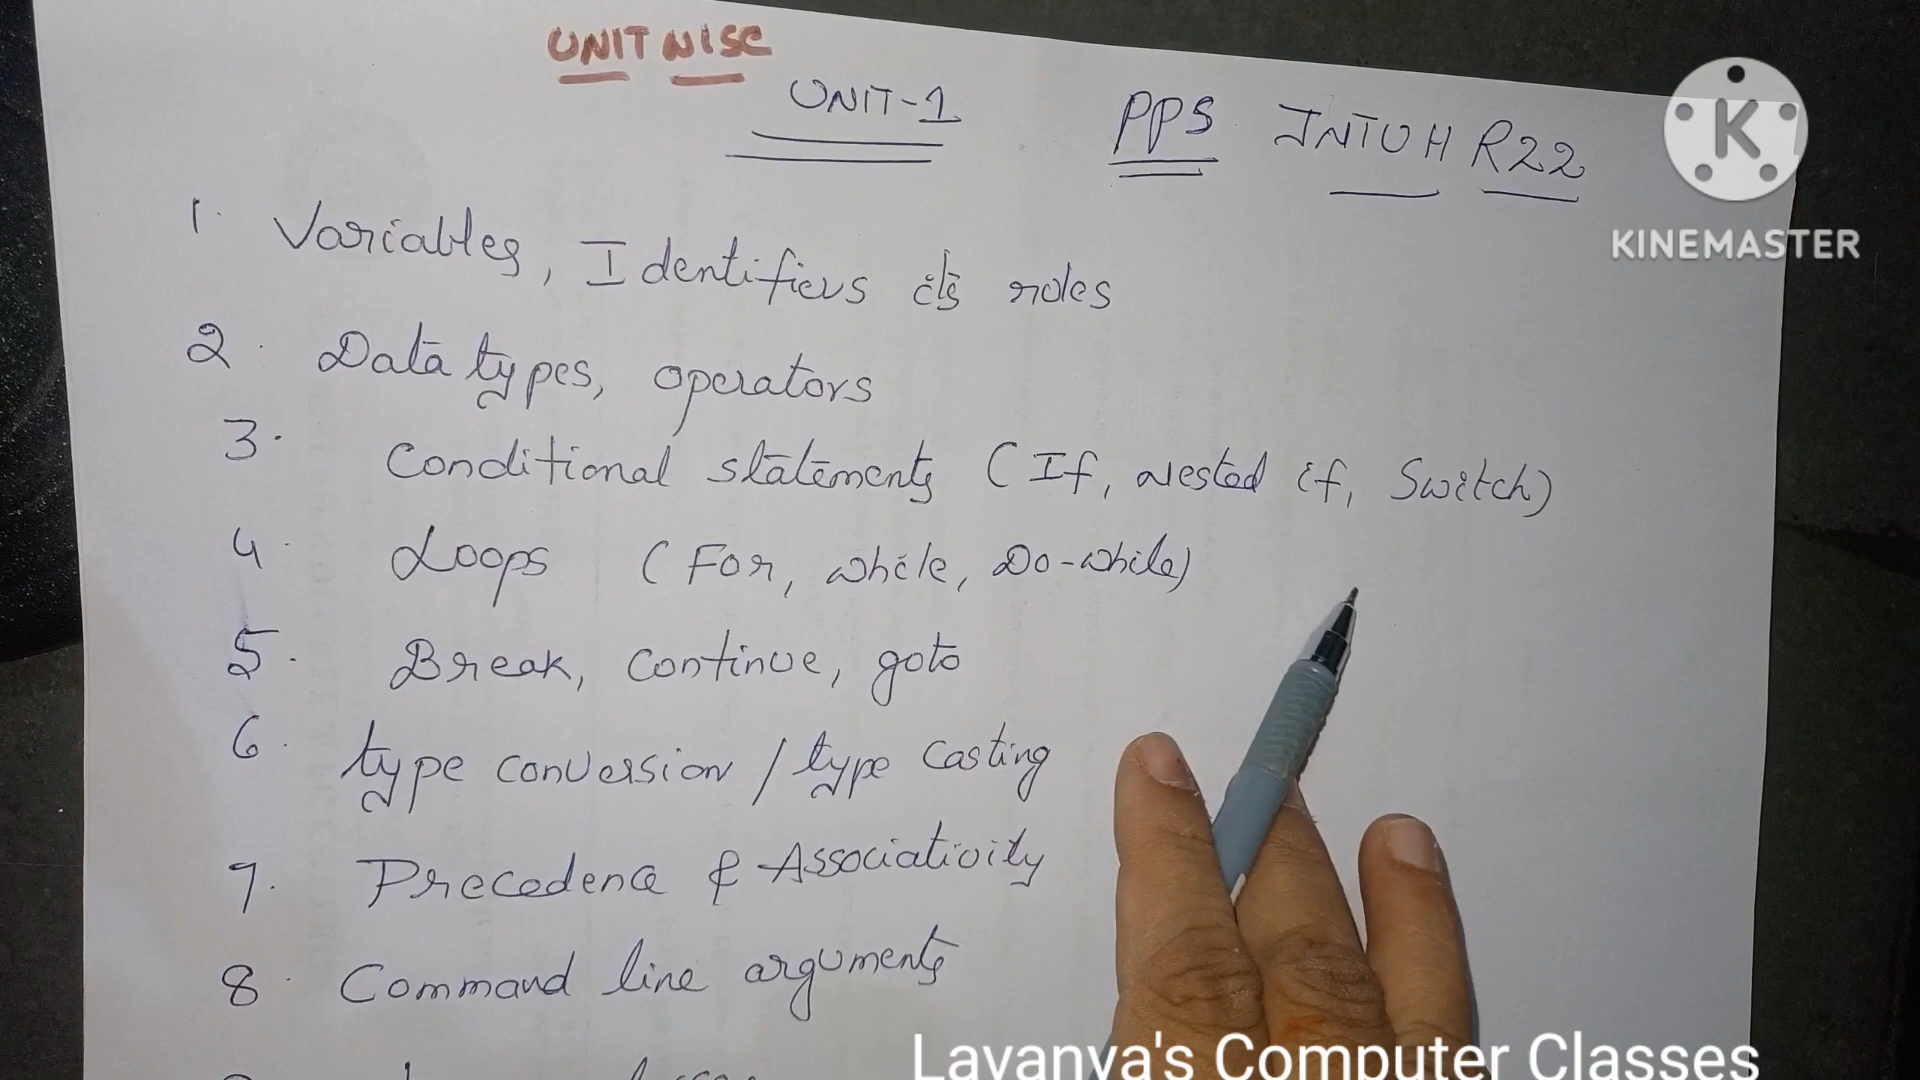 UNIT WISE
UNIT-1 PPS JNTUH R22
K
KINEMASTER
1. Variables, Identifiers its rules
2. Data types, operators
3. Conditional statements (If, Nested if, Switch)
4. Loops (For, while, Do-while)
5. Break, continue, goto
6. type conversion / type casting
7. Precedence & Associativity
8. Command line arguments
Lavanya's Computer Classes